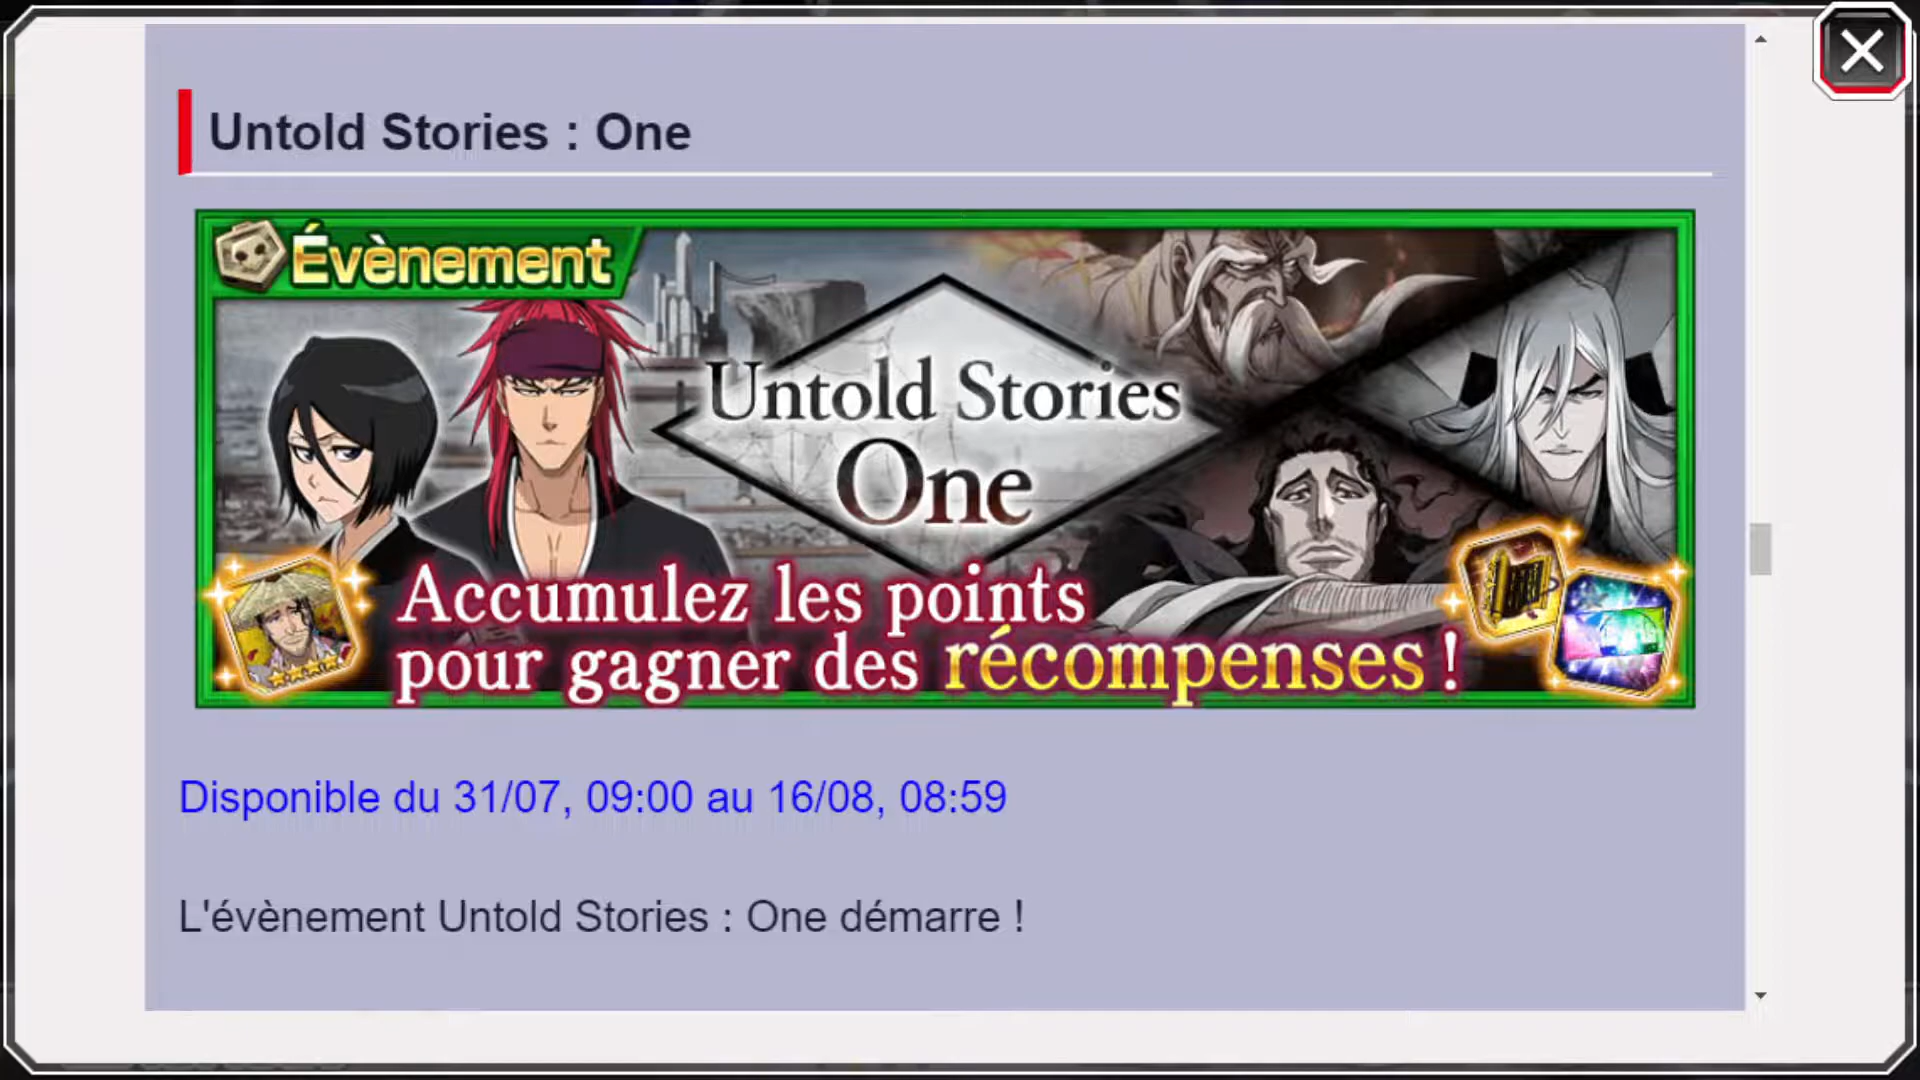 Untold Stories : One
Évènement
Untold Stories
One
Accumulez les points
pour gagner des récompenses !
Disponible du 31/07, 09:00 au 16/08, 08:59
L'évènement Untold Stories : One démarre !